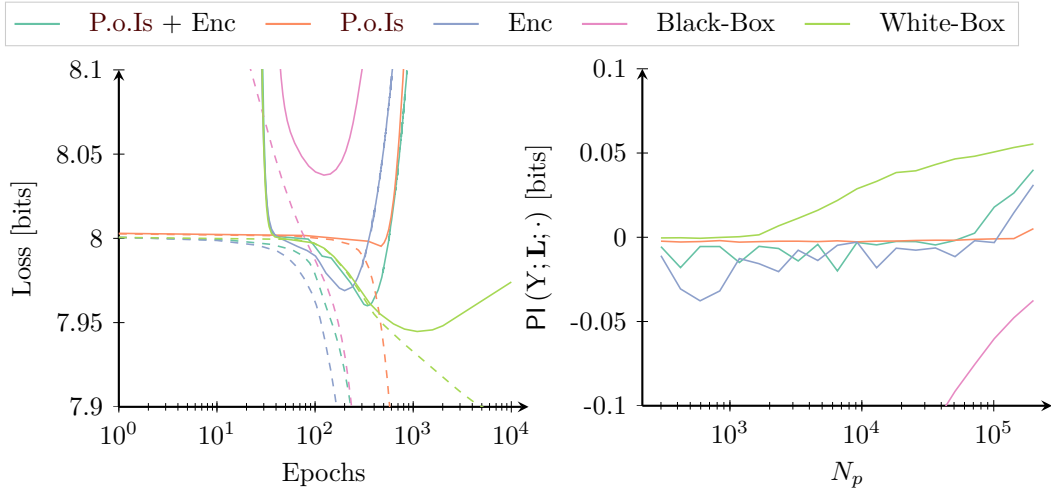 P.o.Is + Enc P.o.Is Enc Black-Box White-Box
8.1
8.05
8
7.95
7.9
Loss [bits]
10^0 10^1 10^2 10^3 10^4
Epochs
0.1
0.05
0
-0.05
-0.1
PI (Y; L; ·) [bits]
10^3 10^4 10^5
N_p